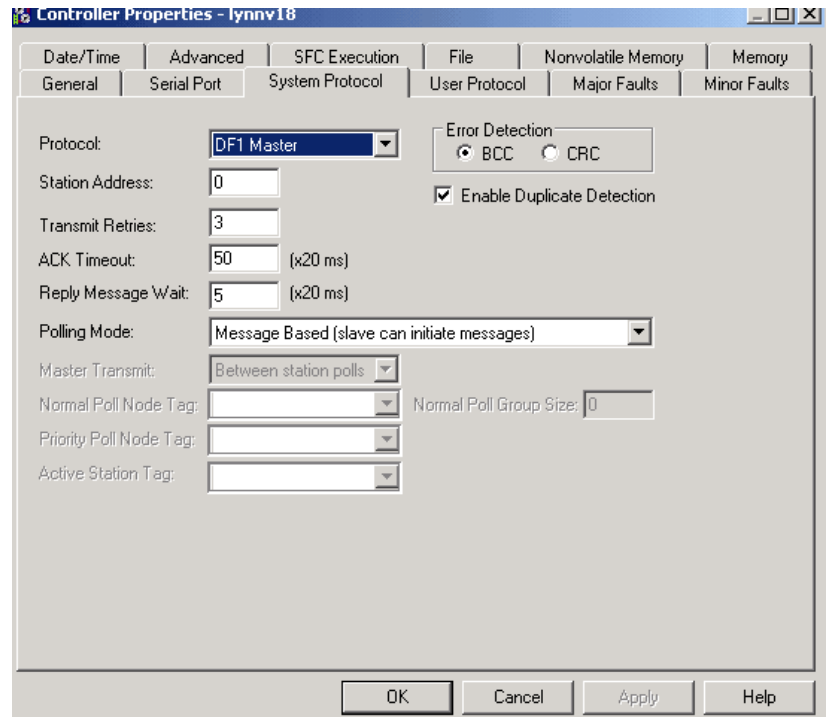 Controller Properties - lynnv18
Date/Time Advanced SFC Execution File Nonvolatile Memory Memory
General Serial Port System Protocol User Protocol Major Faults Minor Faults
Protocol: DF1 Master
Error Detection
BCC CRC
Station Address: 0
Enable Duplicate Detection
Transmit Retries: 3
ACK Timeout: 50 (x20 ms)
Reply Message Wait: 5 (x20 ms)
Polling Mode: Message Based (slave can initiate messages)
Master Transmit: Between station polls
Normal Poll Node Tag: Normal Poll Group Size: 0
Priority Poll Node Tag:
Active Station Tag:
OK Cancel Apply Help